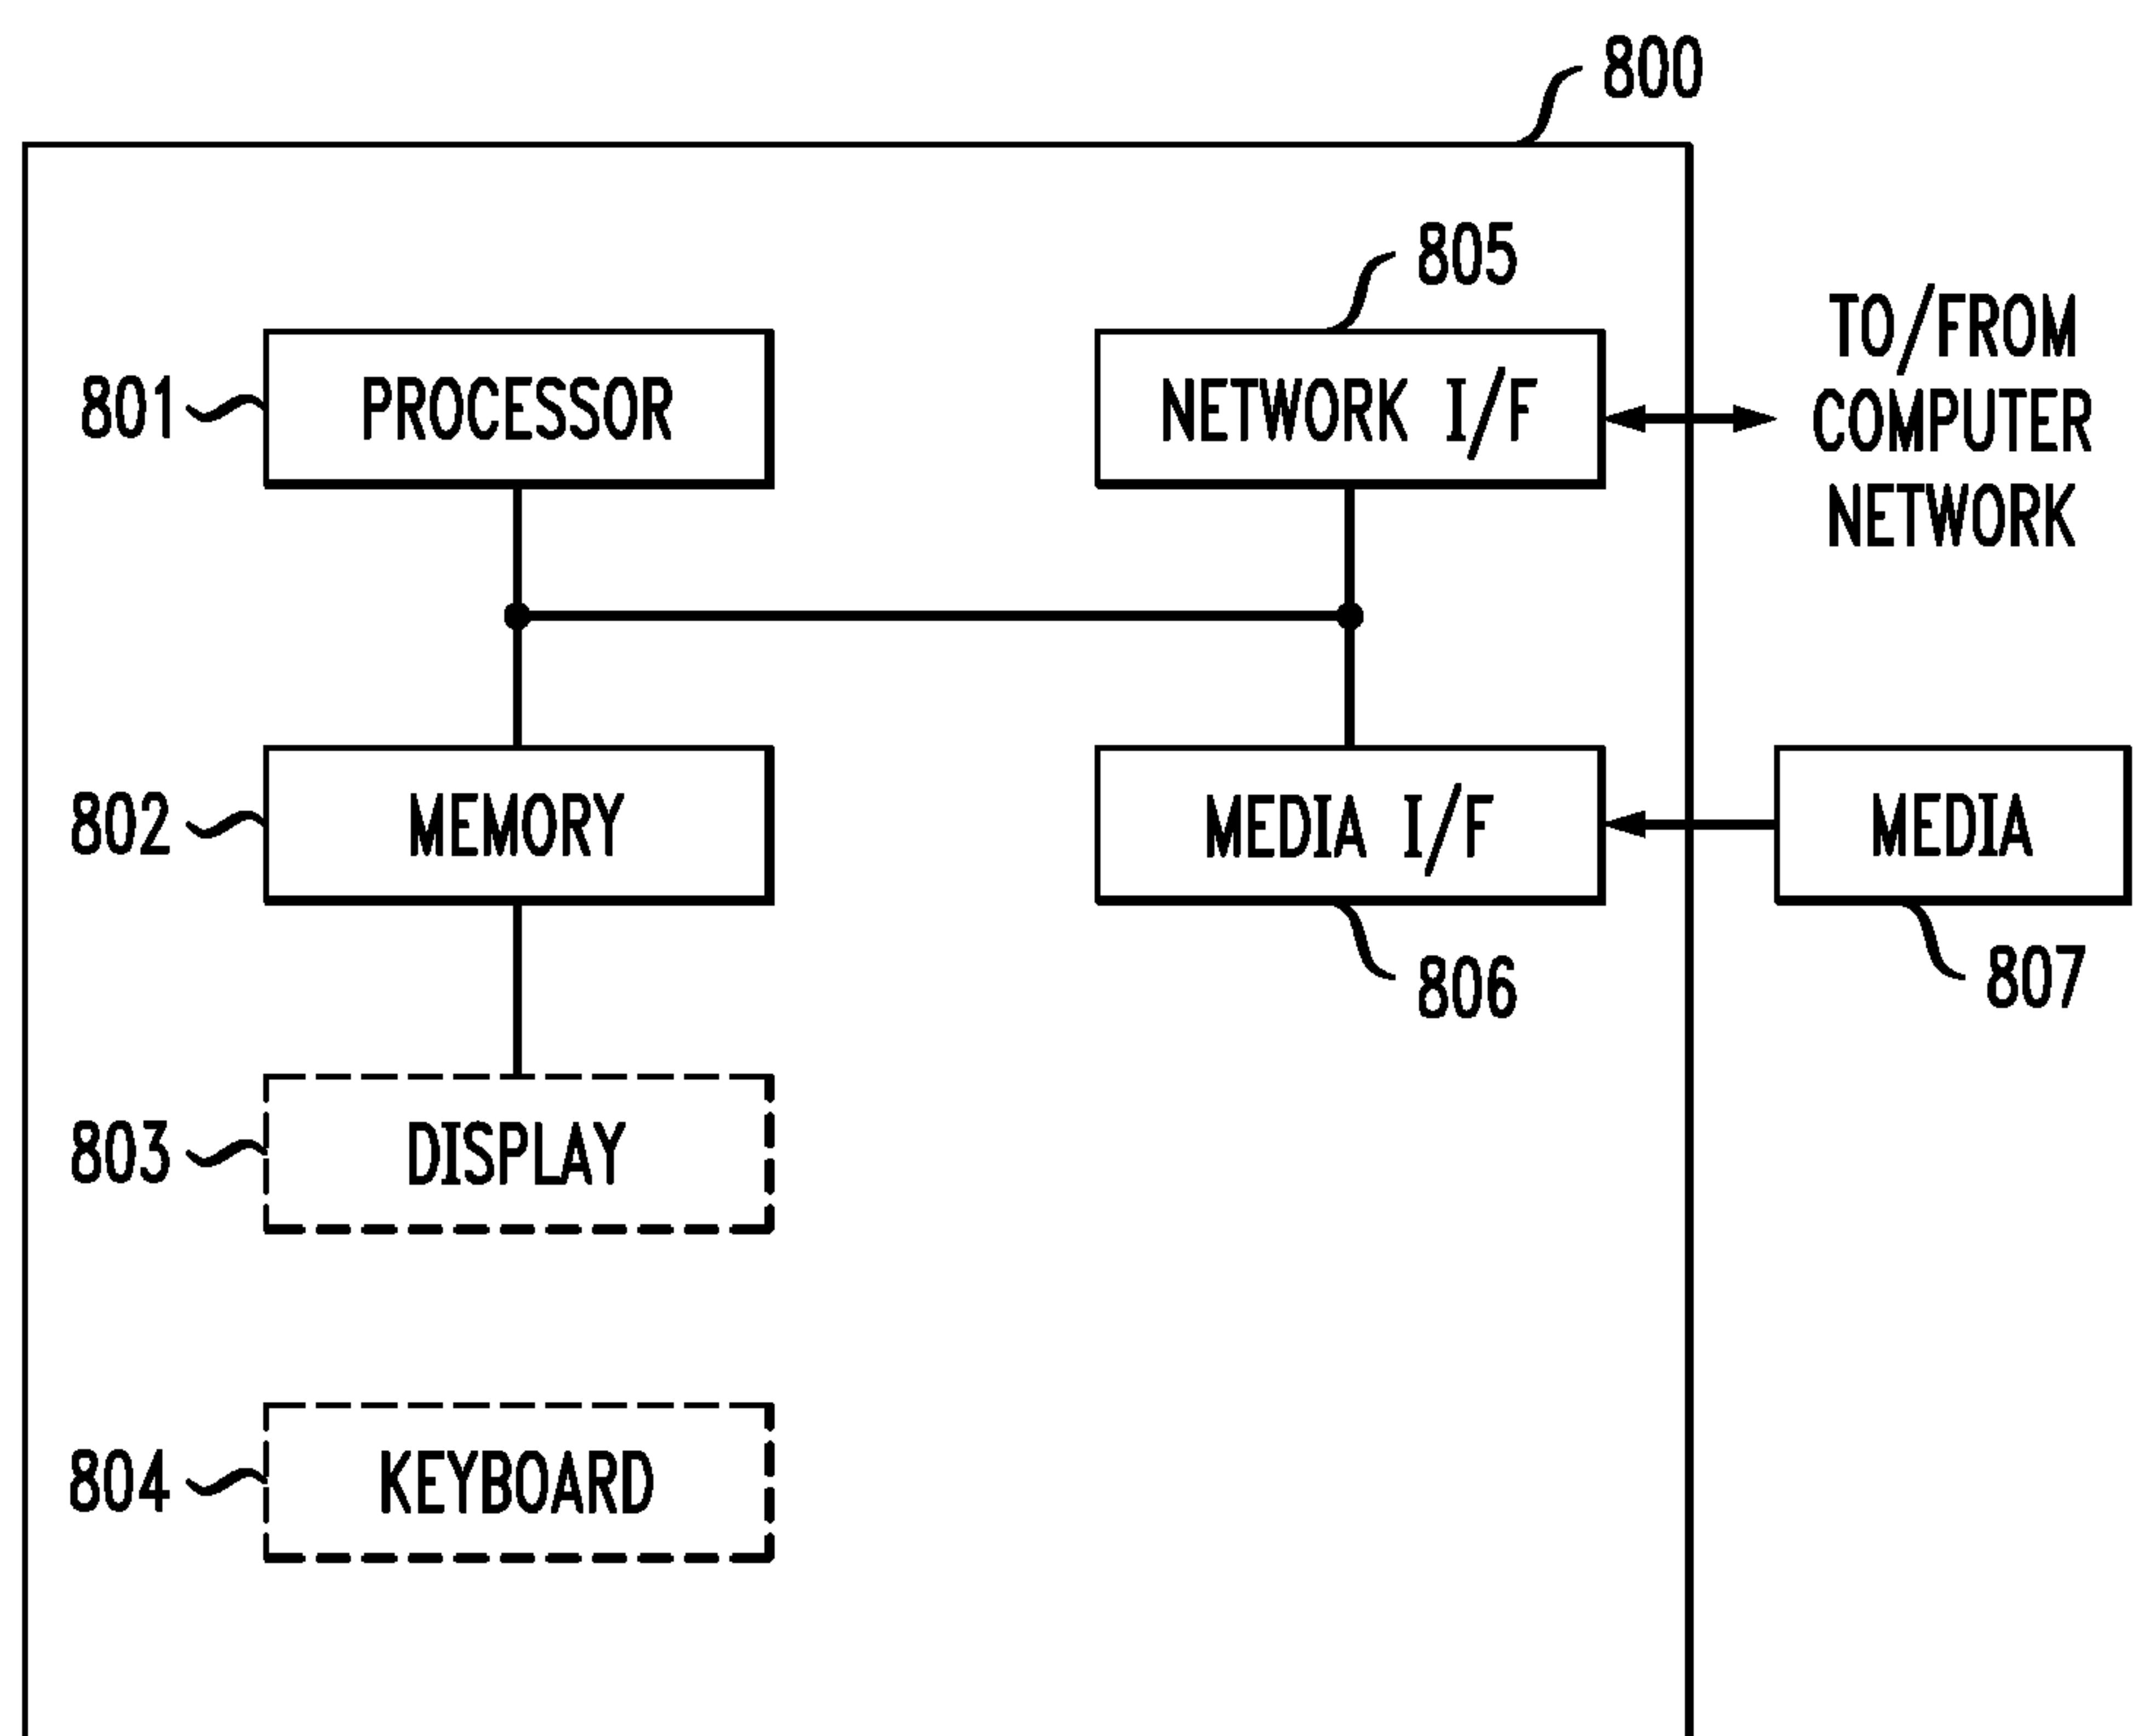 800
805
801
PROCESSOR
NETWORK I/F
TO/FROM
COMPUTER
NETWORK
802
MEMORY
MEDIA I/F
MEDIA
806
807
803
DISPLAY
804
KEYBOARD